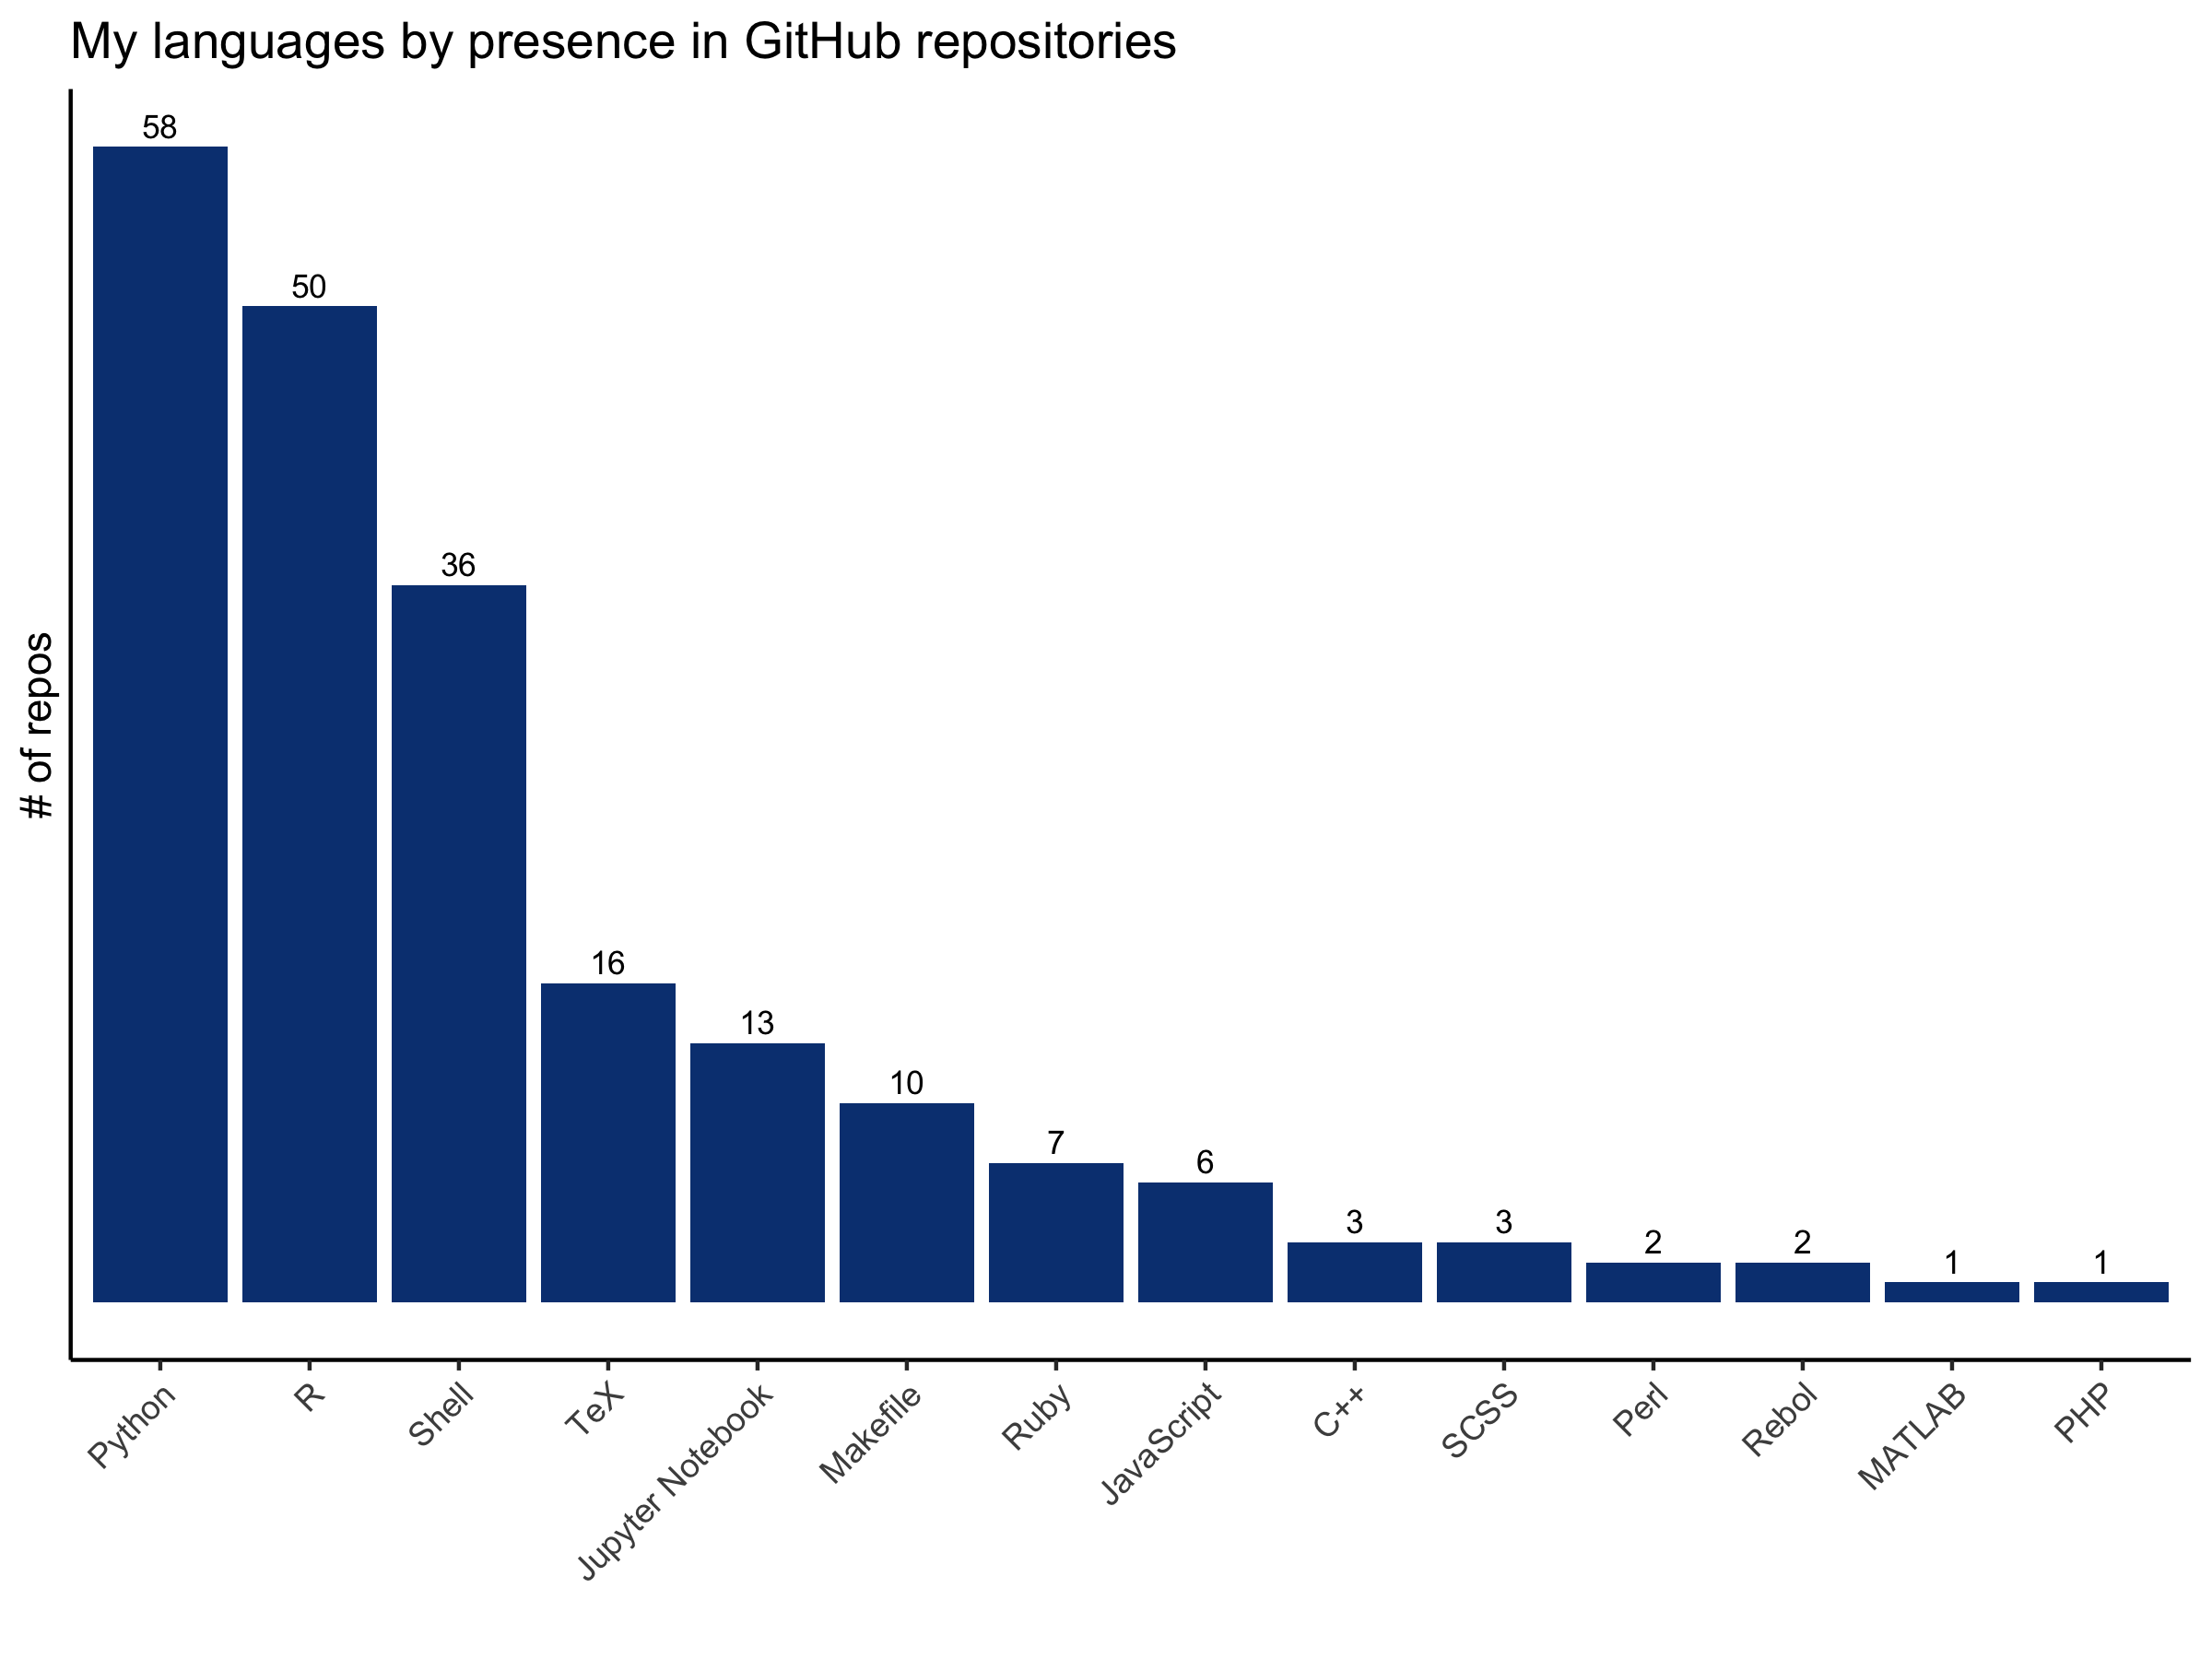 My languages by presence in GitHub repositories
58
50
36
16
13
10
7
6
3
3
2
2
1
1
# of repos
Python
R
Shell
TeX
Jupyter Notebook
Makefile
Ruby
JavaScript
C++
SCSS
Perl
Rebol
MATLAB
PHP